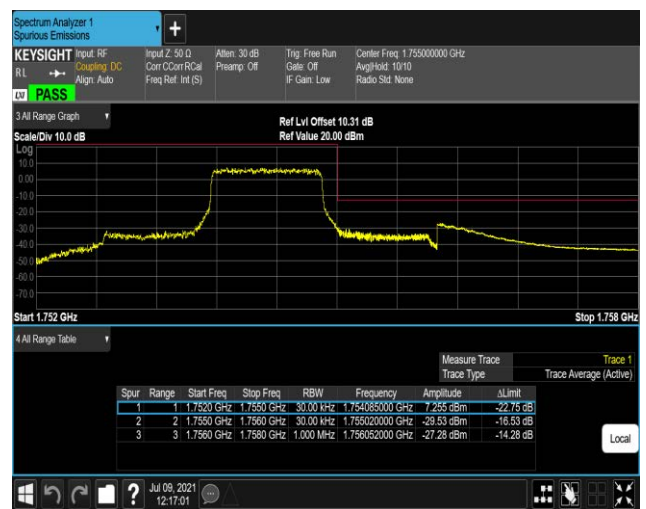 Spectrum Analyzer 1
Spurious Emissions
+
KEYSIGHT Input: RF Input Z: 50 Ω Atten: 30 dB Trig: Free Run Center Freq: 1.755000000 GHz
RL Coupling: DC Corr CCorr RCal Preamp: Off Gate: Off Avg|Hold: 10/10
Align: Auto Freq Ref: Int (S) IF Gain: Low Radio Std: None
LXI PASS
3 All Range Graph
Ref Lvl Offset 10.31 dB
Scale/Div 10.0 dB Ref Value 20.00 dBm
Log
10.0
0.00
-10.0
-20.0
-30.0
-40.0
-50.0
-60.0
-70.0
Start 1.752 GHz Stop 1.758 GHz
4 All Range Table
Measure Trace Trace 1
Trace Type Trace Average (Active)
Spur Range Start Freq Stop Freq RBW Frequency Amplitude ΔLimit
1 1 1.7520 GHz 1.7550 GHz 30.00 kHz 1.754085000 GHz 7.255 dBm -22.75 dB
2 2 1.7550 GHz 1.7560 GHz 30.00 kHz 1.755020000 GHz -29.53 dBm -16.53 dB
3 3 1.7560 GHz 1.7580 GHz 1.000 MHz 1.756052000 GHz -27.28 dBm -14.28 dB
Local
? Jul 09, 2021
12:17:01